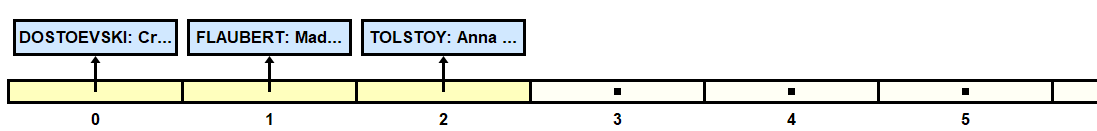 DOSTOEVSKI: Cr... FLAUBERT: Mad... TOLSTOY: Anna ...
0 1 2 3 4 5